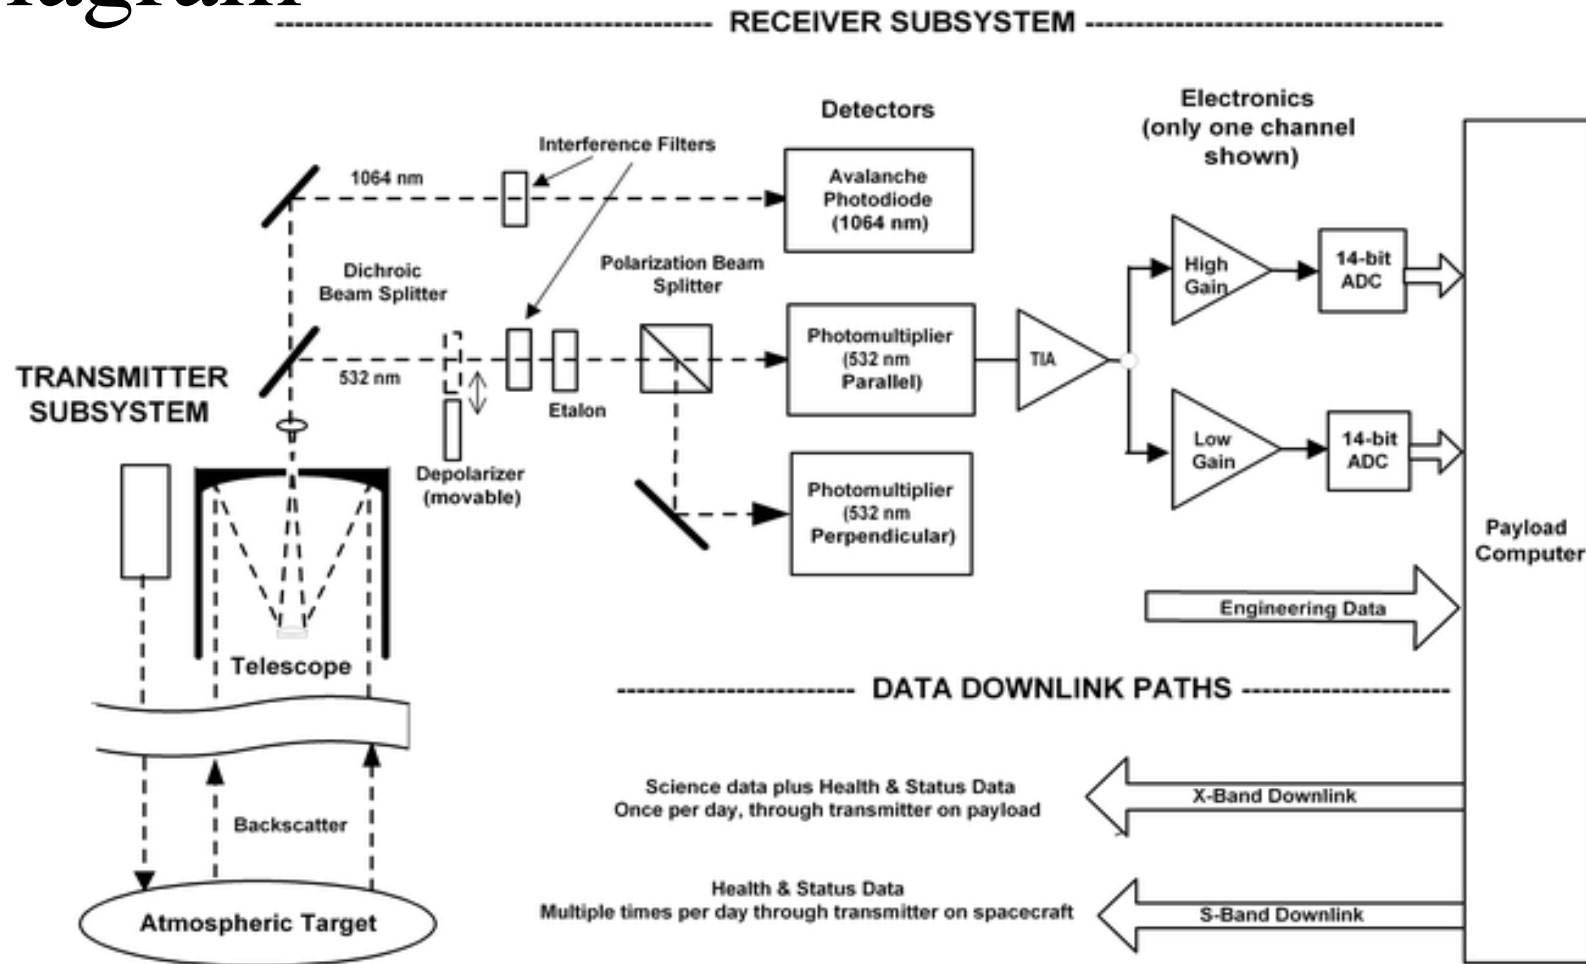 RECEIVER SUBSYSTEM
Detectors
Electronics
(only one channel
shown)
Interference Filters
1064 nm
Avalanche
Photodiode
(1064 nm)
High
Gain
14-bit
ADC
Dichroic
Beam Splitter
Polarization Beam
Splitter
532 nm
Etalon
Photomultiplier
(532 nm
Parallel)
TIA
TRANSMITTER
SUBSYSTEM
Depolarizer
(movable)
Low
Gain
14-bit
ADC
Photomultiplier
(532 nm
Perpendicular)
Payload
Computer
Engineering Data
Telescope
DATA DOWNLINK PATHS
Science data plus Health & Status Data
Once per day, through transmitter on payload
X-Band Downlink
Backscatter
Health & Status Data
Multiple times per day through transmitter on spacecraft
S-Band Downlink
Atmospheric Target